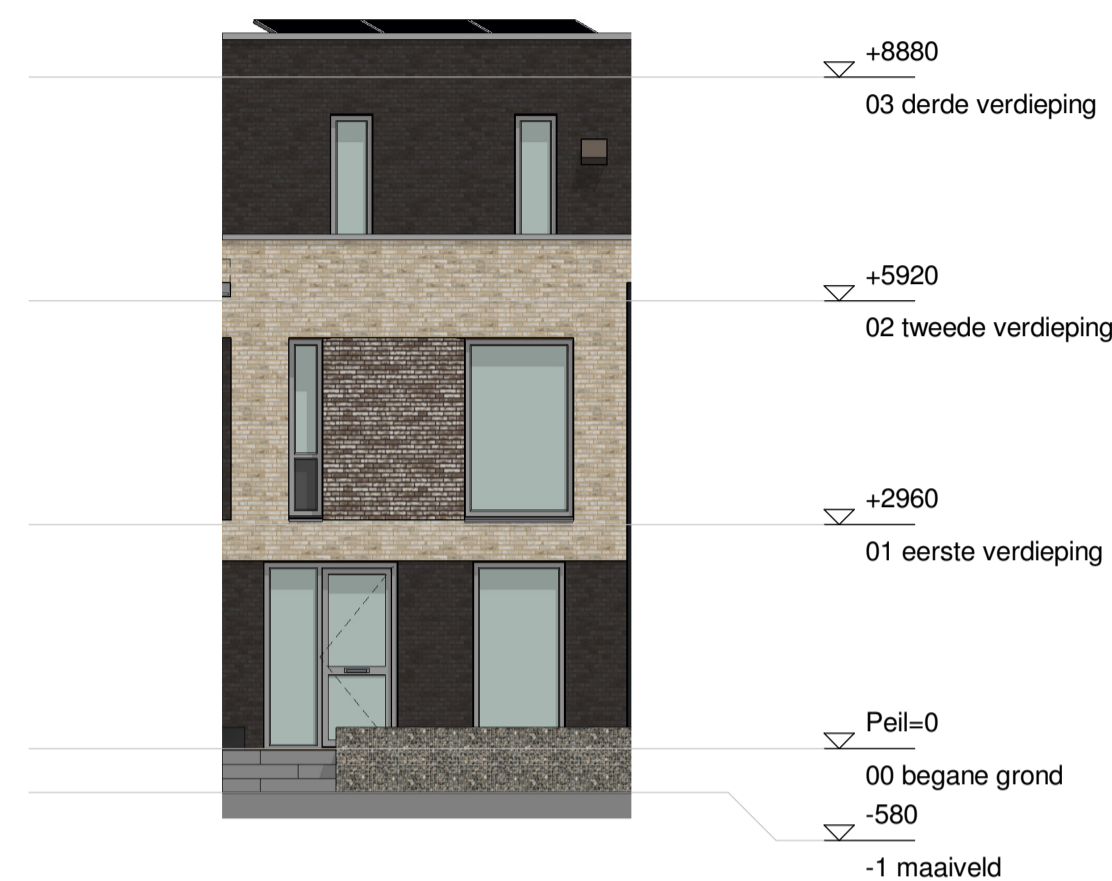 +8880
03 derde verdieping
+5920
02 tweede verdieping
+2960
01 eerste verdieping
Peil=0
00 begane grond
-580
-1 maaiveld